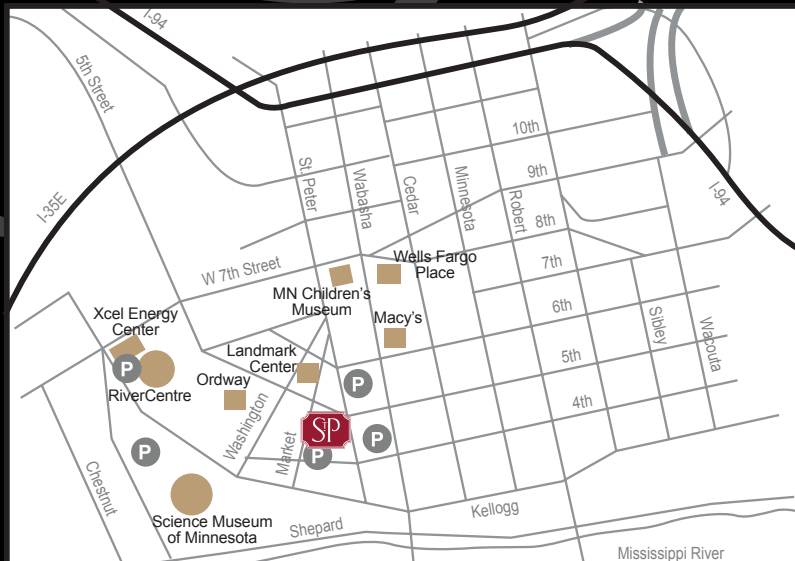 I-94
5th Street
10th
9th
St. Peter
Wabasha
Cedar
Minnesota
Robert
I-94
I-35E
8th
W 7th Street
7th
Wells Fargo
Place
MN Children's
Museum
6th
Xcel Energy
Center
Macy's
Sibley
Wacouta
Landmark
Center
5th
P
RiverCentre
Ordway
P
4th
Washington
StP
P
P
Market
P
Chestnut
Science Museum
of Minnesota
Kellogg
Shepard
Mississippi River